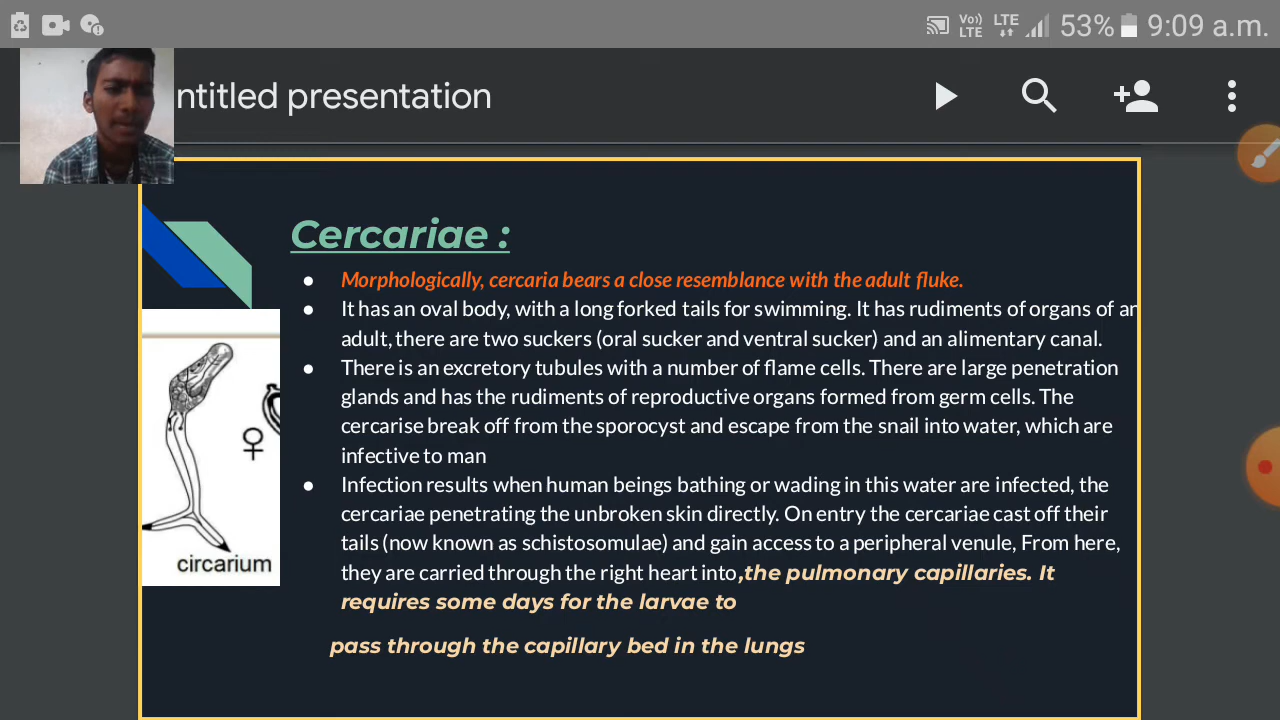 Vo)) LTE LTE 53% 9:09 a.m.
ntitled presentation
Cercariae :
● Morphologically, cercaria bears a close resemblance with the adult fluke.
● It has an oval body, with a long forked tails for swimming. It has rudiments of organs of an
adult, there are two suckers (oral sucker and ventral sucker) and an alimentary canal.
● There is an excretory tubules with a number of flame cells. There are large penetration
glands and has the rudiments of reproductive organs formed from germ cells. The
cercarise break off from the sporocyst and escape from the snail into water, which are
infective to man
● Infection results when human beings bathing or wading in this water are infected, the
cercariae penetrating the unbroken skin directly. On entry the cercariae cast off their
tails (now known as schistosomulae) and gain access to a peripheral venule, From here,
they are carried through the right heart into,the pulmonary capillaries. It
requires some days for the larvae to
pass through the capillary bed in the lungs
♀
circarium